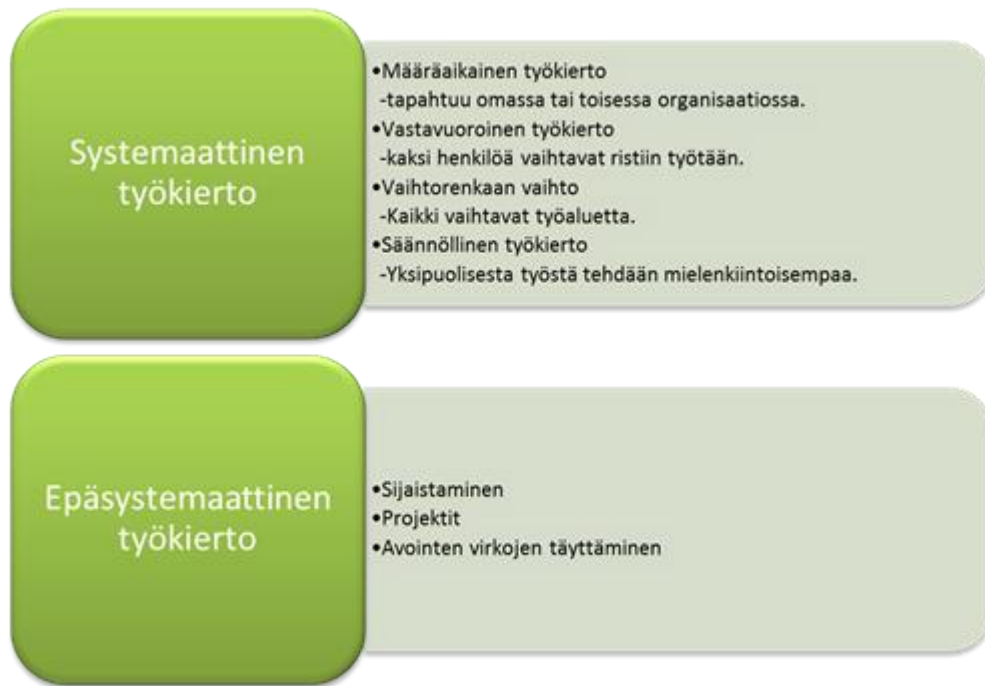 Systemaattinen
työkierto
•Määräaikainen työkierto
-tapahtuu omassa tai toisessa organisaatiossa.
•Vastavuoroinen työkierto
-kaksi henkilöä vaihtavat ristiin työtään.
•Vaihtorenkaan vaihto
-Kaikki vaihtavat työaluetta.
•Säännöllinen työkierto
-Yksipuolisesta työstä tehdään mielenkiintoisempaa.
Epäsystemaattinen
työkierto
•Sijaistaminen
•Projektit
•Avointen virkojen täyttäminen